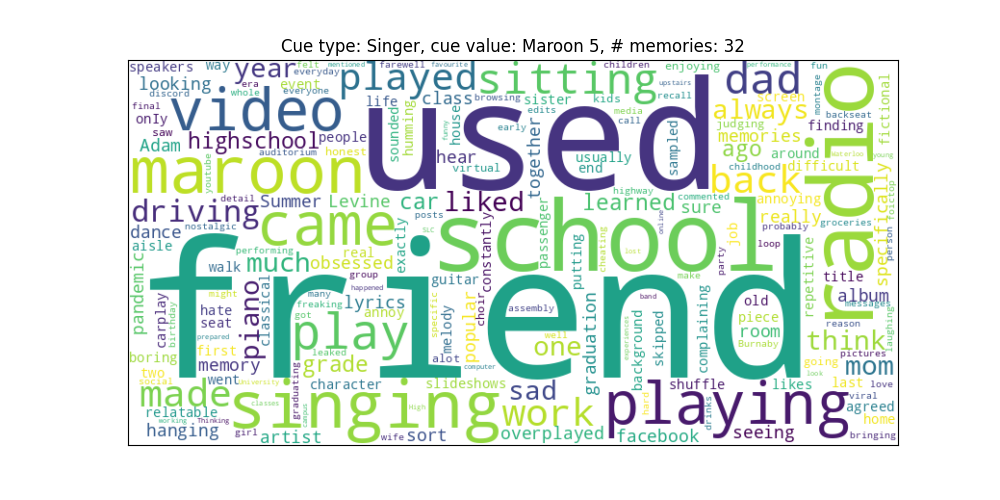 Cue type: Singer, cue value: Maroon 5, # memories: 32
speakers way year felt farewell favourite children enjoying era everyday mentioned performance fun
looking event played sitting dad upstairs montage
discord whole everyone life class browsing sister kids recall screen backseat
final video sounded humming edits media always radio fictional
only saw highschool people funny house early together call sampled judging finding
Adam auditorium honest hear virtual usually end memories around Waterloo young
maroon used back ago childhood difficult
youtube detail Summer Levine car liked learned highway commented annoying specifically
driving nostalgic posts constantly passenger sure really probably groceries
dance performing real exactly SiC school putting cheating online job loop person
aisle came much obsessed party repetitive
pandemic walk group guitar lost make title messages
friend might happened choir assembly background old album
carplay hate seat piano classical many lyrics specific melody popular band complaining piece reason laughing
birthday freaking play annoy well skipped room think
boring prepared got alot one graduation experiences Burnaby going pictures mom
two first leaked grade computer look
social memory went character slideshows shuffle likes last love
made University graduating sad hard viral
relatable classes campus High singing work drinks playing agreed home
hanging working Thinking girl artist wife sort overplayed facebook seeing bringing